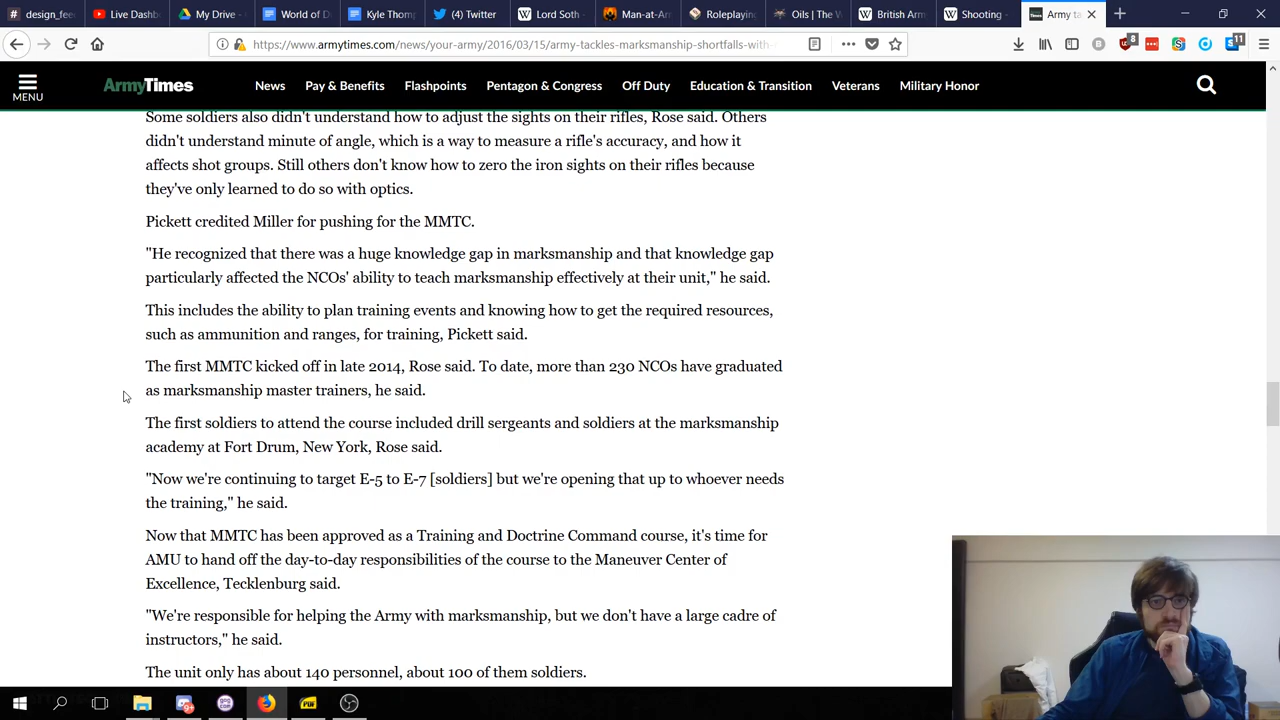 design_fee
Live Dashb
My Drive -
World of D
Kyle Thomp
(4) Twitter
Lord Soth -
Man-at-Arm
Roleplaying
Oils | The W
British Arm
Shooting -
Army ta
https://www.armytimes.com/news/your-army/2016/03/15/army-tackles-marksmanship-shortfalls-with-
8
11
MENU
ArmyTimes
News
Pay & Benefits
Flashpoints
Pentagon & Congress
Off Duty
Education & Transition
Veterans
Military Honor
Some soldiers also didn't understand how to adjust the sights on their rifles, Rose said. Others
didn't understand minute of angle, which is a way to measure a rifle's accuracy, and how it
affects shot groups. Still others don't know how to zero the iron sights on their rifles because
they've only learned to do so with optics.
Pickett credited Miller for pushing for the MMTC.
"He recognized that there was a huge knowledge gap in marksmanship and that knowledge gap
particularly affected the NCOs' ability to teach marksmanship effectively at their unit," he said.
This includes the ability to plan training events and knowing how to get the required resources,
such as ammunition and ranges, for training, Pickett said.
The first MMTC kicked off in late 2014, Rose said. To date, more than 230 NCOs have graduated
as marksmanship master trainers, he said.
The first soldiers to attend the course included drill sergeants and soldiers at the marksmanship
academy at Fort Drum, New York, Rose said.
"Now we're continuing to target E-5 to E-7 [soldiers] but we're opening that up to whoever needs
the training," he said.
Now that MMTC has been approved as a Training and Doctrine Command course, it's time for
AMU to hand off the day-to-day responsibilities of the course to the Maneuver Center of
Excellence, Tecklenburg said.
"We're responsible for helping the Army with marksmanship, but we don't have a large cadre of
instructors," he said.
The unit only has about 140 personnel, about 100 of them soldiers.